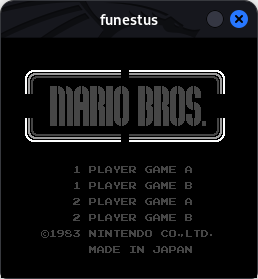 funestus
MARIO BROS.
1 PLAYER GAME A
1 PLAYER GAME B
2 PLAYER GAME A
2 PLAYER GAME B
©1983 NINTENDO CO.,LTD.
MADE IN JAPAN